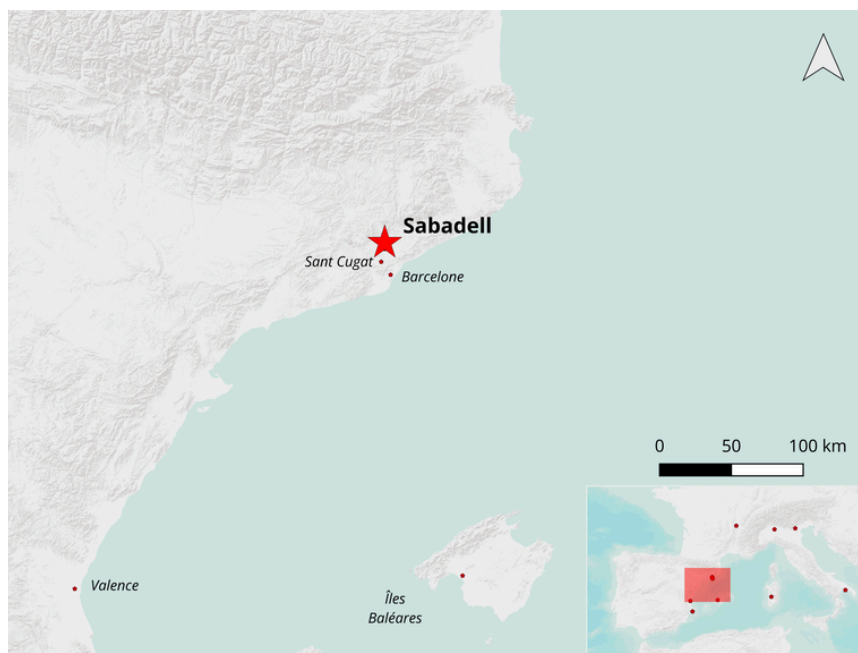 Sabadell
Sant Cugat
Barcelone
0 50 100 km
Valence
Îles
Baléares